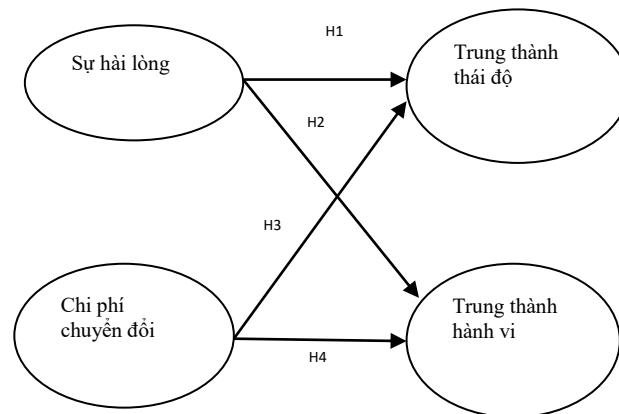 H1
Sự hài lòng
Trung thành
thái độ
H2
H3
Chi phí
chuyển đổi
Trung thành
hành vi
H4